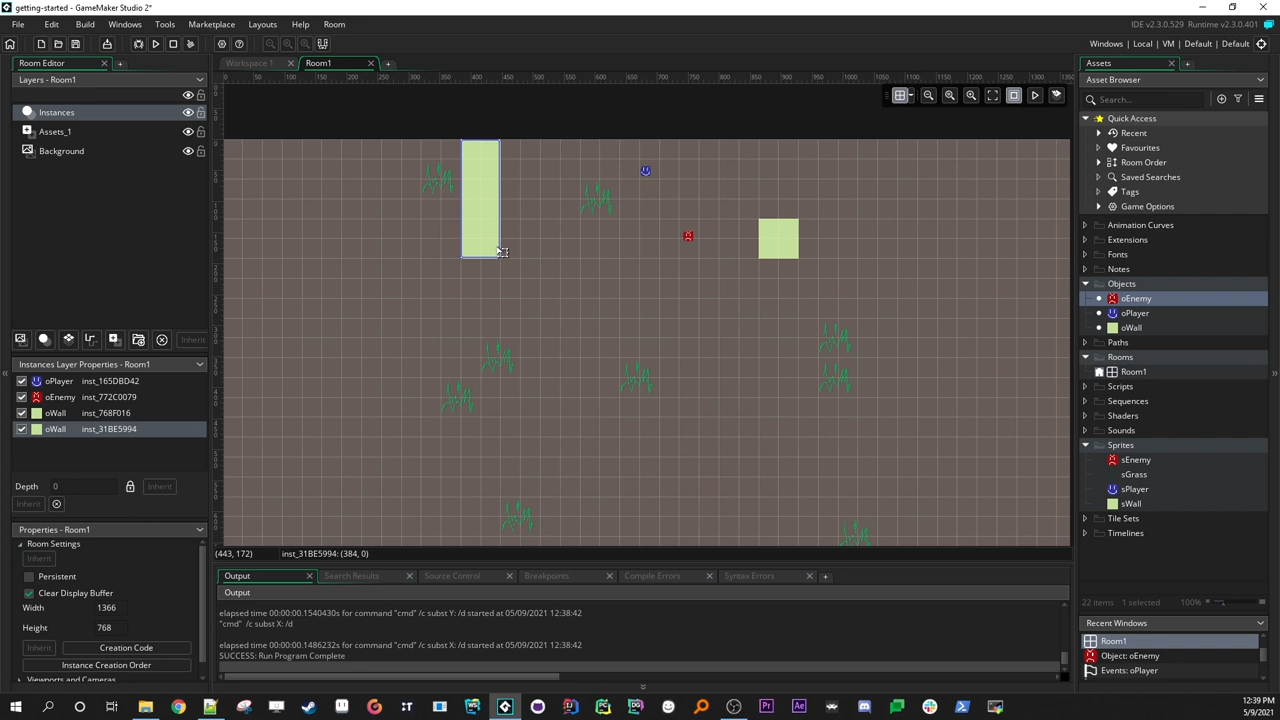 getting-started - GameMaker Studio 2*
File Edit Build Windows Tools Marketplace Layouts Help Room
IDE v2.3.0.529 Runtime v2.3.0.401
Windows | Local | VM | Default | Default
Room Editor
Workspace 1
Room1
Assets
Layers - Room1
Asset Browser
Instances
Assets_1
Background
Search...
Quick Access
Recent
Favourites
Room Order
Saved Searches
Tags
Game Options
Animation Curves
Extensions
Fonts
Notes
Objects
oEnemy
oPlayer
oWall
Paths
Rooms
Room1
Scripts
Sequences
Shaders
Sounds
Sprites
sEnemy
sGrass
sPlayer
sWall
Tile Sets
Timelines
22 items 1 selected 100%
Recent Windows
Room1
Object: oEnemy
Events: oPlayer
Inherit
Instances Layer Properties - Room1
oPlayer inst_165DBD42
oEnemy inst_772C0079
oWall inst_768F016
oWall inst_31BE5994
Depth 0 Inherit
Inherit
Properties - Room1
Room Settings
Inherit
Persistent
Clear Display Buffer
Width 1366
Height 768
Inherit Creation Code
Instance Creation Order
Viewports and Cameras
(443, 172) inst_31BE5994: (384, 0)
Output Search Results Source Control Breakpoints Compile Errors Syntax Errors
Output
elapsed time 00:00:00.1540430s for command "cmd" /c subst Y: /d started at 05/09/2021 12:38:42
"cmd" /c subst X: /d
elapsed time 00:00:00.1486232s for command "cmd" /c subst X: /d started at 05/09/2021 12:38:42
SUCCESS: Run Program Complete
12:39 PM
5/9/2021